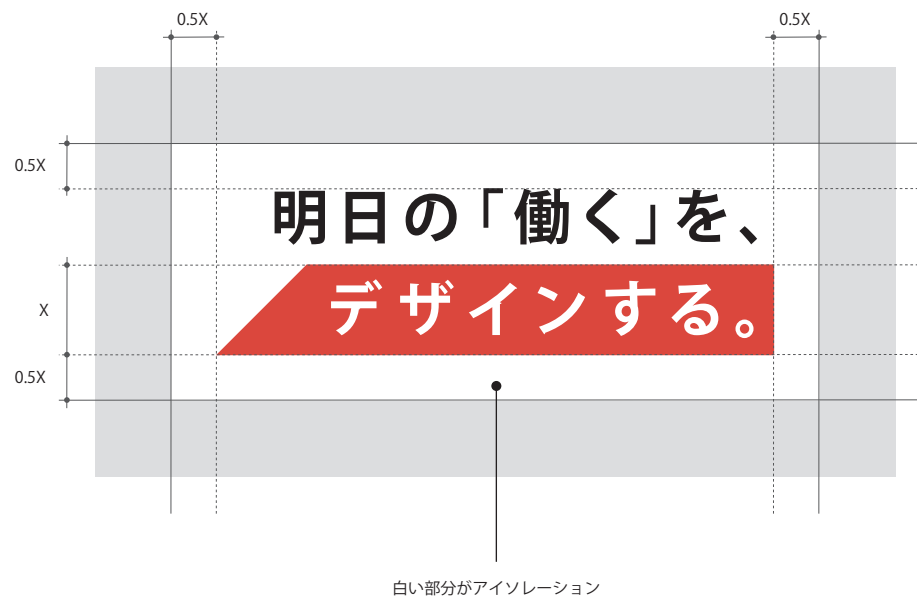 0.5X 0.5X
0.5X
明日の「働く」を、
デザインする。
X
0.5X
白い部分がアイソレーション